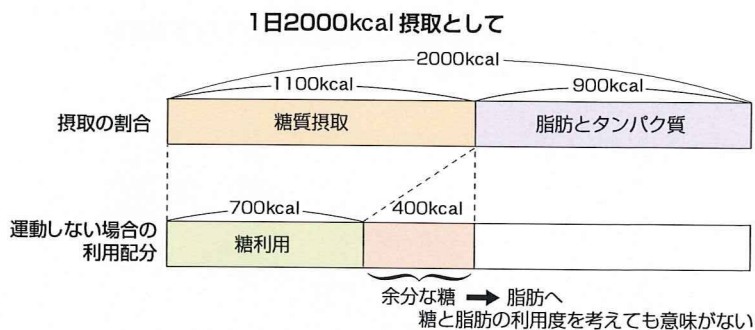 1日2000kcal 摂取として
2000kcal
1100kcal
900kcal
摂取の割合
糖質摂取
脂肪とタンパク質
700kcal
400kcal
運動しない場合の
利用配分
糖利用
余分な糖 ➡ 脂肪へ
糖と脂肪の利用度を考えても意味がない